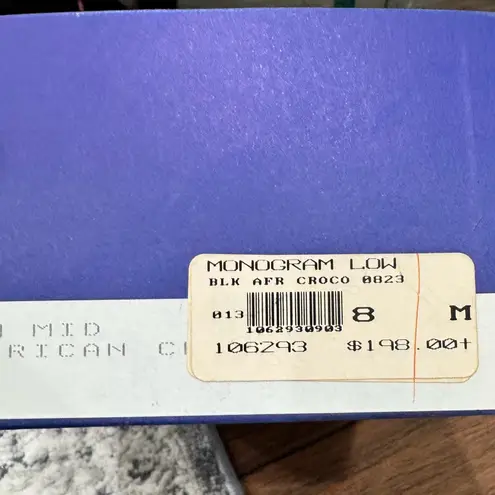 MONOGRAM LOW
BLK AFR CROCO 0823
013
1062930903
8 M
106293 $198.00+
MID
RICAN C